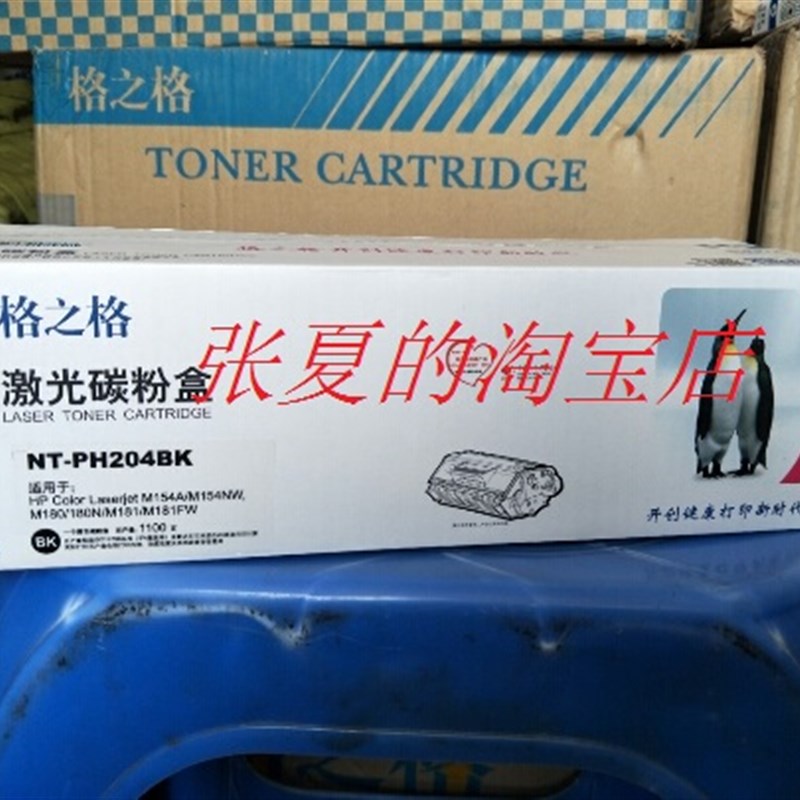 格之格
TONER CARTRIDGE
格之格
激光碳粉盒
LASER TONER CARTRIDGE
张夏的淘宝店
NT-PH204BK
适用于:
HP Color Laserjet M154A/M154NW,
M180/180N/M181/M181FW
1100
BK
开创健康打印新时代